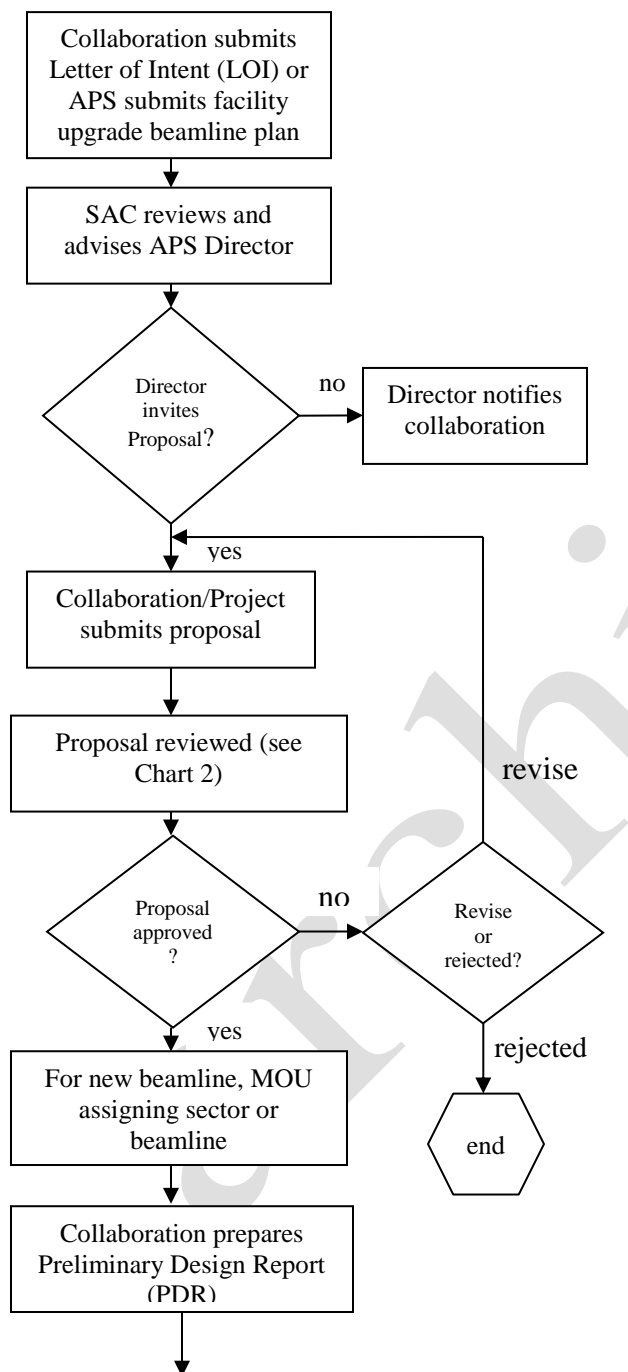 Collaboration submits
Letter of Intent (LOI) or
APS submits facility
upgrade beamline plan
SAC reviews and
advises APS Director
Director
invites
Proposal?
no
Director notifies
collaboration
yes
Collaboration/Project
submits proposal
Proposal reviewed (see
Chart 2)
revise
Proposal
approved
?
no
Revise
or
rejected?
yes
rejected
For new beamline, MOU
assigning sector or
beamline
end
Collaboration prepares
Preliminary Design Report
(PDR)